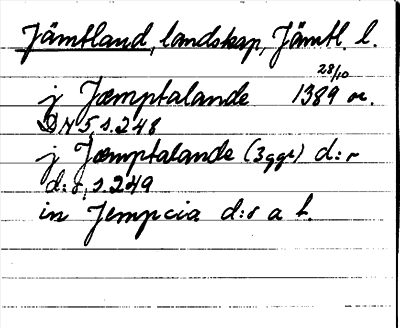 Jämtland, landskap, Jämtl. l.
28/10
j Jæmptalande 1389 or.
DN 5, s. 248
j Jæmptalande (3ggr) d:r
d:s, s. 249
in Jempcia d:s a h.